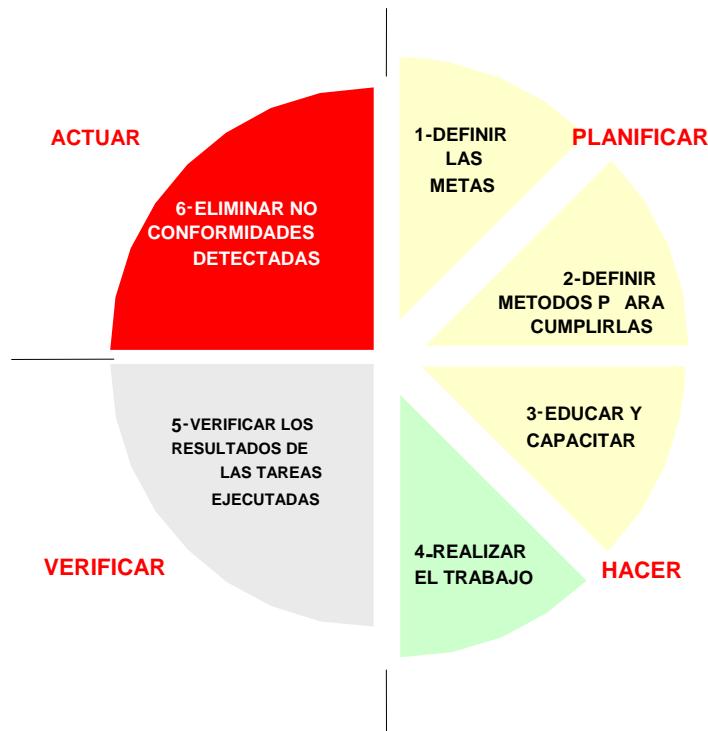 ACTUAR
PLANIFICAR
1-DEFINIR
LAS
METAS
2-DEFINIR
METODOS P ARA
CUMPLIRLAS
3-EDUCAR Y
CAPACITAR
4-REALIZAR
EL TRABAJO
HACER
5-VERIFICAR LOS
RESULTADOS DE
LAS TAREAS
EJECUTADAS
VERIFICAR
6-ELIMINAR NO
CONFORMIDADES
DETECTADAS